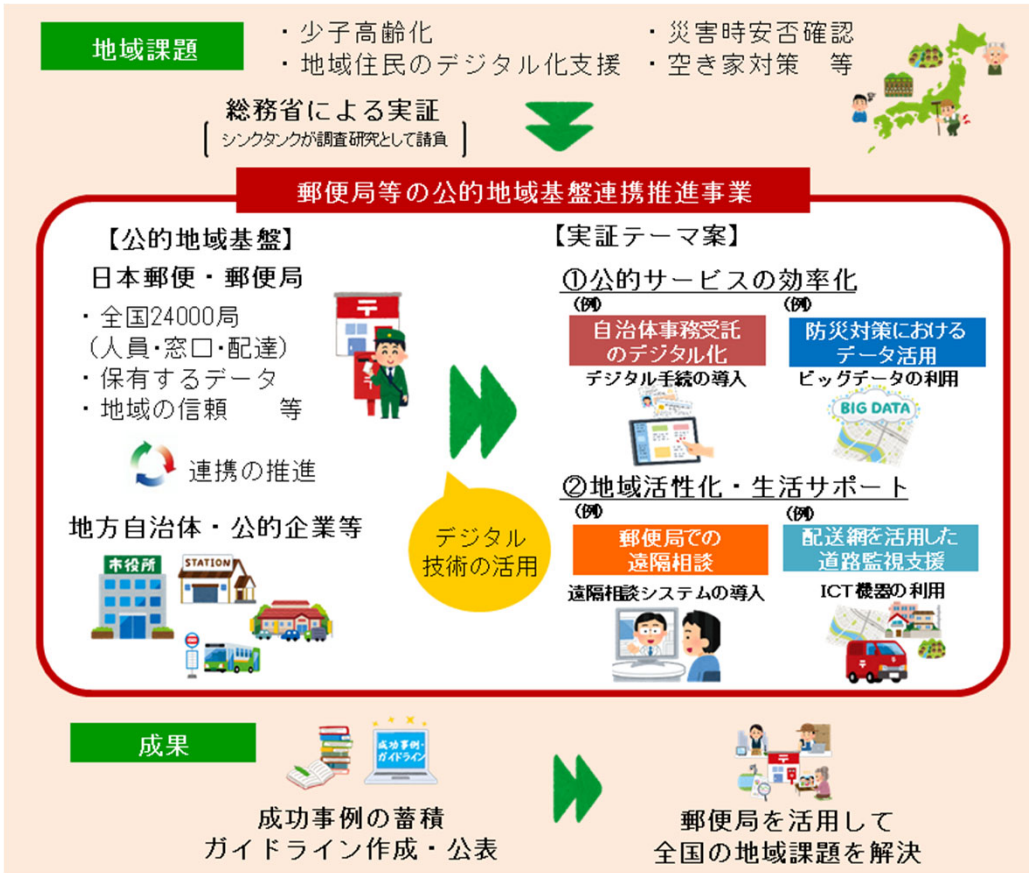 地域課題
・少子高齢化
・地域住民のデジタル化支援
・災害時安否確認
・空き家対策　等
総務省による実証
シンクタンクが調査研究として請負
郵便局等の公的地域基盤連携推進事業
【公的地域基盤】
日本郵便・郵便局
・全国24000局
(人員・窓口・配達)
・保有するデータ
・地域の信頼　等
連携の推進
地方自治体・公的企業等
市役所
STATION
デジタル
技術の活用
【実証テーマ案】
①公的サービスの効率化
(例)
自治体事務受託
のデジタル化
デジタル手続の導入
(例)
防災対策における
データ活用
ビッグデータの利用
BIG DATA
②地域活性化・生活サポート
(例)
郵便局での
遠隔相談
遠隔相談システムの導入
(例)
配送網を活用した
道路監視支援
ICT機器の利用
成果
成功事例・
ガイドライン
成功事例の蓄積
ガイドライン作成・公表
郵便局を活用して
全国の地域課題を解決